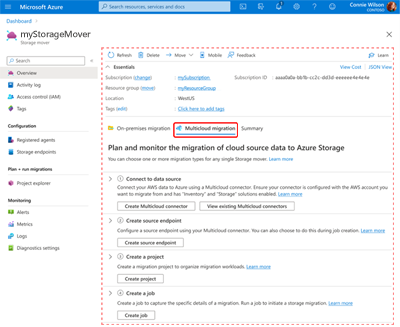 Microsoft Azure
Search resources, services, and docs
Connie Wilson
CONTOSO
Dashboard >
myStorageMover
Storage mover
Search
Overview
Activity log
Access control (IAM)
Tags
Configuration
Registered agents
Storage endpoints
Plan + run migrations
Project explorer
Monitoring
Alerts
Metrics
Logs
Diagnostics settings
Refresh Delete Move Mobile Feedback Learn
Essentials View Cost JSON View
Subscription (change) : mySubscription Subscription ID :
Resource group (move) : myResourceGroup
Location : WestUS
Tags (edit) : Click here to add tags
On-premises migration Multicloud migration Summary
Plan and monitor the migration of cloud source data to Azure Storage
You can choose one or more migration types for any single Storage mover. Learn more
1 Connect to data source
Connect your AWS data to Azure using a Multicloud connector. Ensure your connector is configured with the AWS account you
want to migrate from and has "Inventory" and "Storage" solutions enabled Learn more
Create Multicloud connector View existing Multicloud connectors
Create source endpoint
Configure a source endpoint using your Multicloud connector. You can also choose to do this during job creation. Learn more
Create source endpoint
Create a project
Create a migration project to organize migration workloads. Learn more
Create project
Create a job
Create a job to capture the specific details of a migration. Run a job to initiate a storage migration. Learn more
Create job